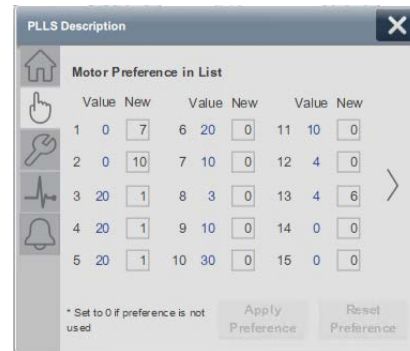 PLLS Description
Motor Preference in List
Value New Value New Value New
1 0 7 6 20 0 11 10 0
2 0 10 7 10 0 12 4 0
3 20 1 8 3 0 13 4 6
4 20 1 9 10 0 14 0 0
5 20 1 10 30 0 15 0 0
* Set to 0 if preference is not
used
Apply
Preference
Reset
Preference